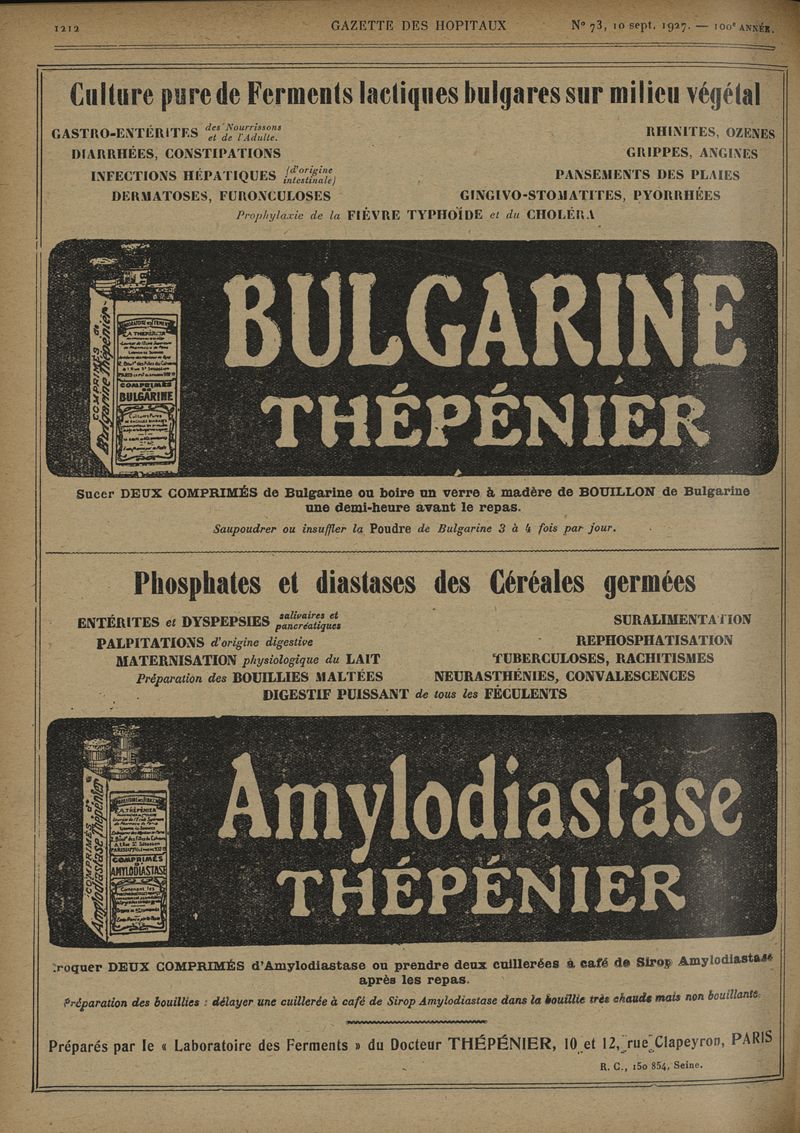 1212 GAZETTE DES HOPITAUX Nº 73, 10 sept. 1927. — 100e ANNÉE.
Culture pure de Ferments lactiques bulgares sur milieu végétal
GASTRO-ENTÉRITES des Nourrissons et de l'Adulte. RHINITES, OZENES
DIARRHÉES, CONSTIPATIONS GRIPPES, ANGINES
INFECTIONS HÉPATIQUES (d'origine intestinale) PANSEMENTS DES PLAIES
DERMATOSES, FURONCULOSES GINGIVO-STOMATITES, PYORRHÉES
Prophylaxie de la FIÈVRE TYPHOÏDE et du CHOLÉRA
COMPRIMÉS de
Bulgarine Thépénier
COMPRIMÉS
BULGARINE
BULGARINE
THÉPÉNIER
Sucer DEUX COMPRIMÉS de Bulgarine ou boire un verre à madère de BOUILLON de Bulgarine
une demi-heure avant le repas.
Saupoudrer ou insuffler la Poudre de Bulgarine 3 à 4 fois par jour.
Phosphates et diastases des Céréales germées
ENTÉRITES et DYSPEPSIES salivaires et pancréatiques SURALIMENTATION
PALPITATIONS d'origine digestive REPHOSPHATISATION
MATERNISATION physiologique du LAIT TUBERCULOSES, RACHITISMES
Préparation des BOUILLIES MALTÉES NEURASTHÉNIES, CONVALESCENCES
DIGESTIF PUISSANT de tous les FÉCULENTS
COMPRIMÉS d'
Amylodiastase Thépénier
A. THÉPÉNIER
COMPRIMÉS
AMYLODIASTASE
Amylodiastase
THÉPÉNIER
roquer DEUX COMPRIMÉS d'Amylodiastase ou prendre deux cuillerées à café de Sirop Amylodiastase
après les repas.
Préparation des bouillies : délayer une cuillerée à café de Sirop Amylodiastase dans la bouillie très chaude mais non bouillante.
Préparés par le « Laboratoire des Ferments » du Docteur THÉPÉNIER, 10 et 12, rue Clapeyron, PARIS
R. C., 150 854, Seine.